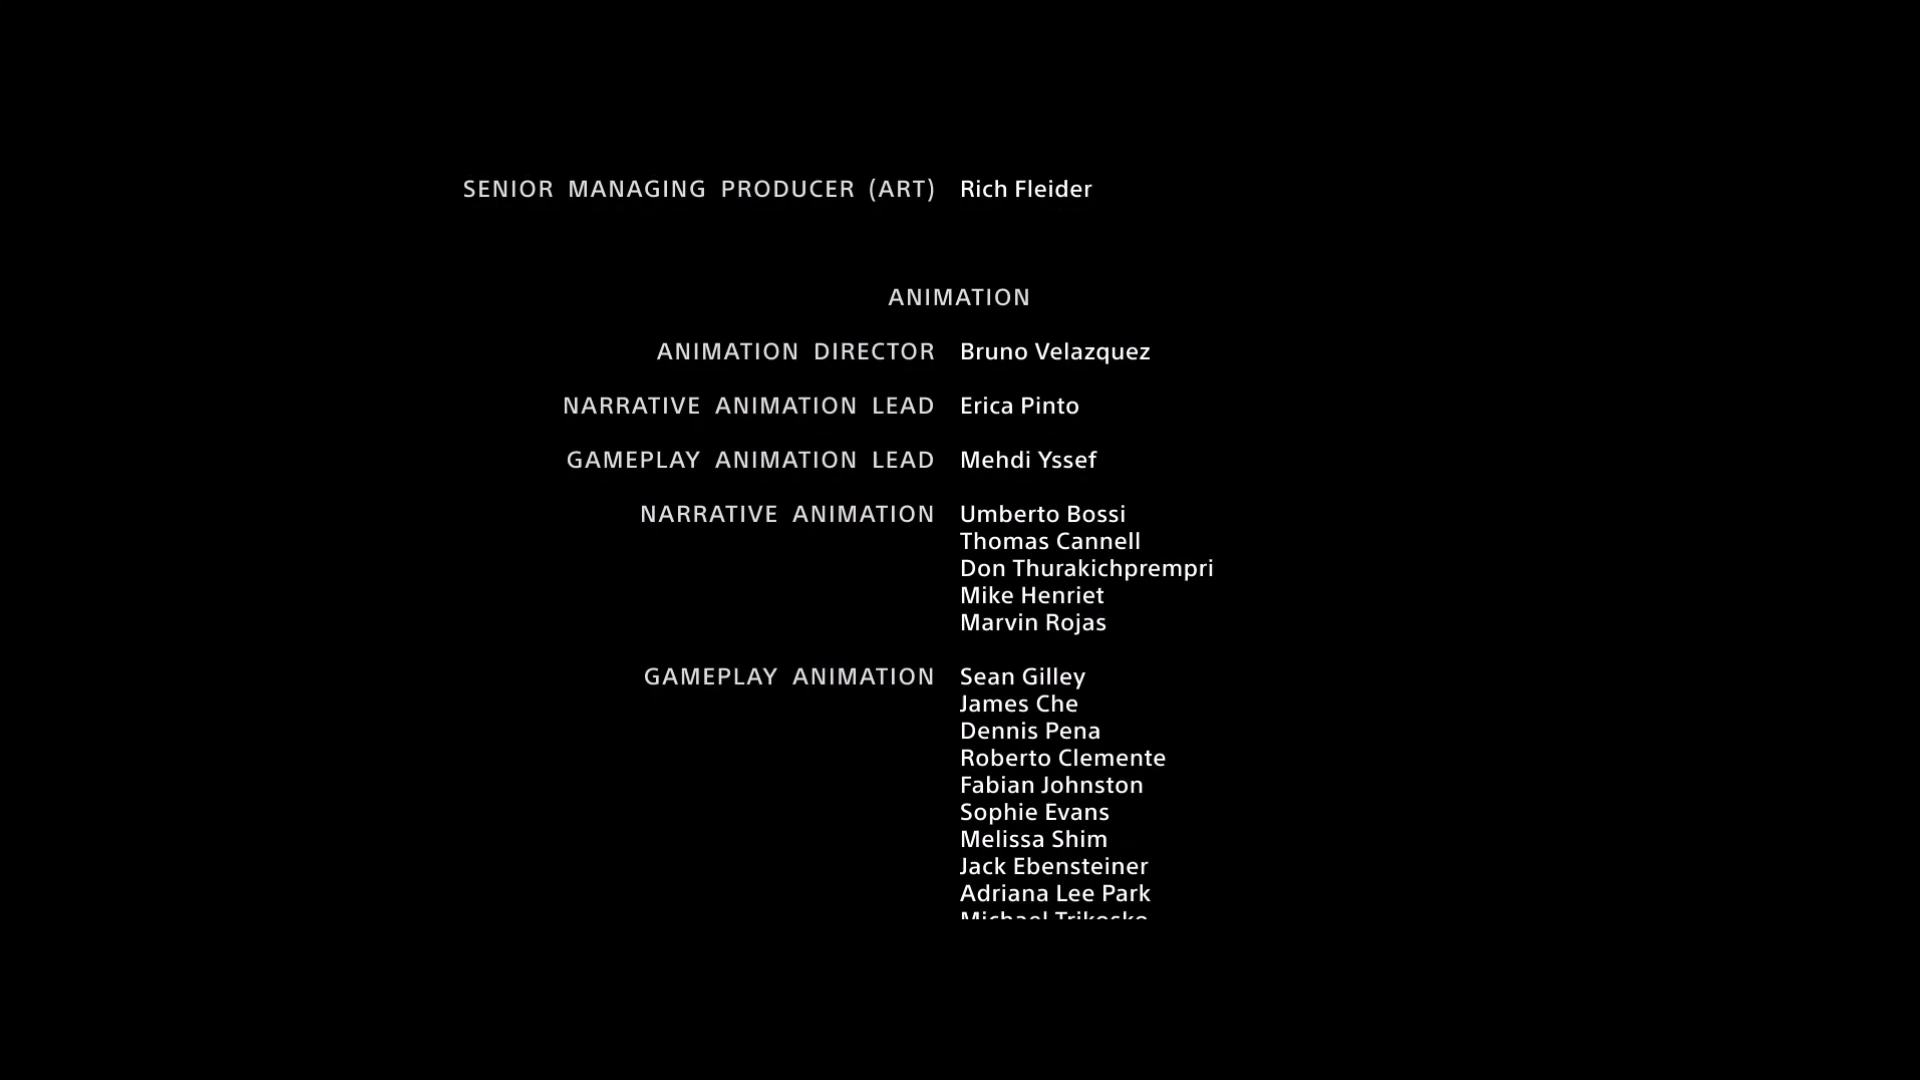 SENIOR MANAGING PRODUCER (ART) Rich Fleider
ANIMATION
ANIMATION DIRECTOR Bruno Velazquez
NARRATIVE ANIMATION LEAD Erica Pinto
GAMEPLAY ANIMATION LEAD Mehdi Yssef
NARRATIVE ANIMATION Umberto Bossi
Thomas Cannell
Don Thurakichprempri
Mike Henriet
Marvin Rojas
GAMEPLAY ANIMATION Sean Gilley
James Che
Dennis Pena
Roberto Clemente
Fabian Johnston
Sophie Evans
Melissa Shim
Jack Ebensteiner
Adriana Lee Park
Michael Trikosko